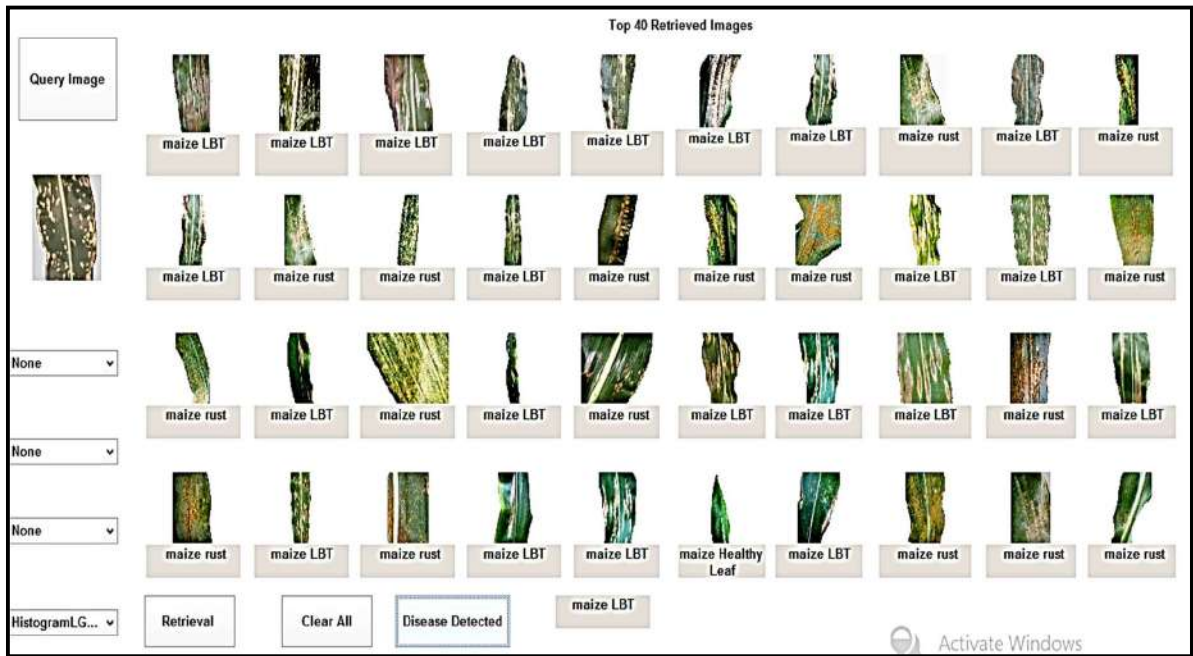 Top 40 Retrieved Images
Query Image
maize LBT maize LBT maize LBT maize LBT maize LBT maize LBT maize LBT maize rust maize LBT maize rust
maize LBT maize rust maize rust maize LBT maize rust maize rust maize rust maize LBT maize LBT maize rust
None
maize rust maize LBT maize rust maize LBT maize rust maize LBT maize LBT maize LBT maize rust maize LBT
None
None
maize rust maize LBT maize rust maize LBT maize LBT maize Healthy maize LBT maize rust maize rust maize rust
Leaf
HistogramLG... Retrieval Clear All Disease Detected maize LBT
Activate Windows